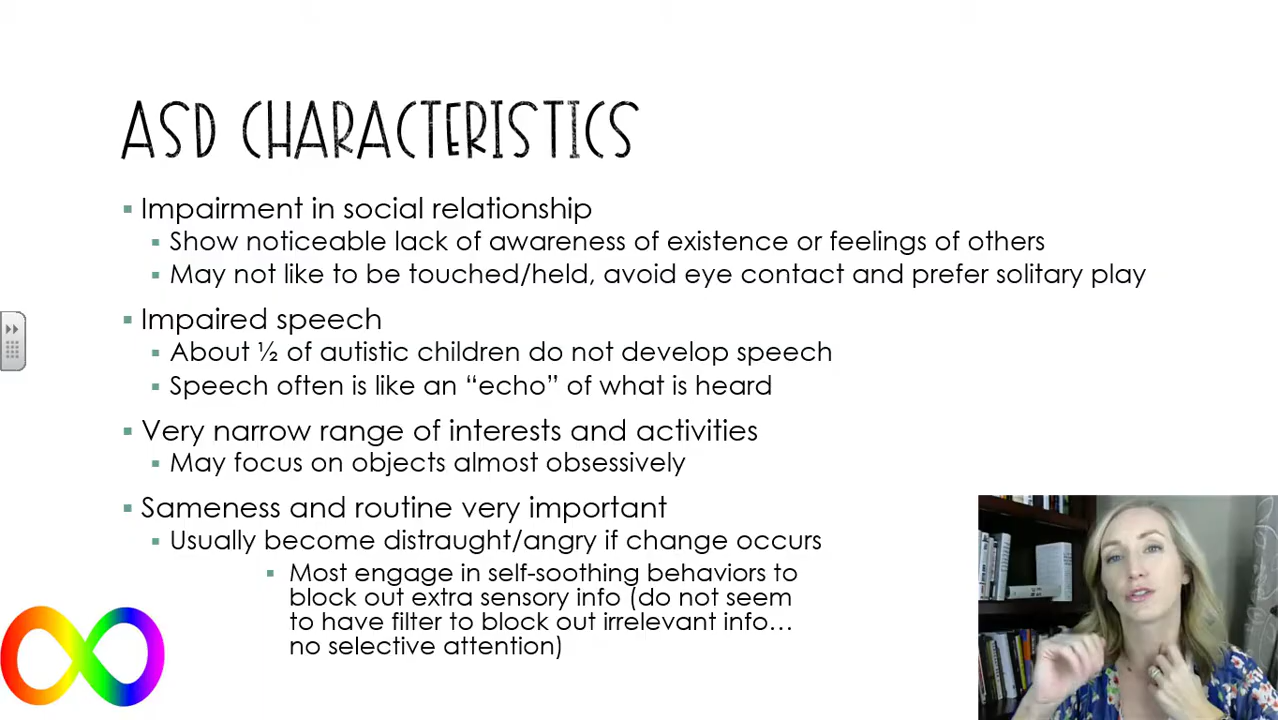 ASD CHARACTERISTICS
▪ Impairment in social relationship
▪ Show noticeable lack of awareness of existence or feelings of others
▪ May not like to be touched/held, avoid eye contact and prefer solitary play
▪ Impaired speech
▪ About ½ of autistic children do not develop speech
▪ Speech often is like an “echo” of what is heard
▪ Very narrow range of interests and activities
▪ May focus on objects almost obsessively
▪ Sameness and routine very important
▪ Usually become distraught/angry if change occurs
▪ Most engage in self-soothing behaviors to
block out extra sensory info (do not seem
to have filter to block out irrelevant info…
no selective attention)